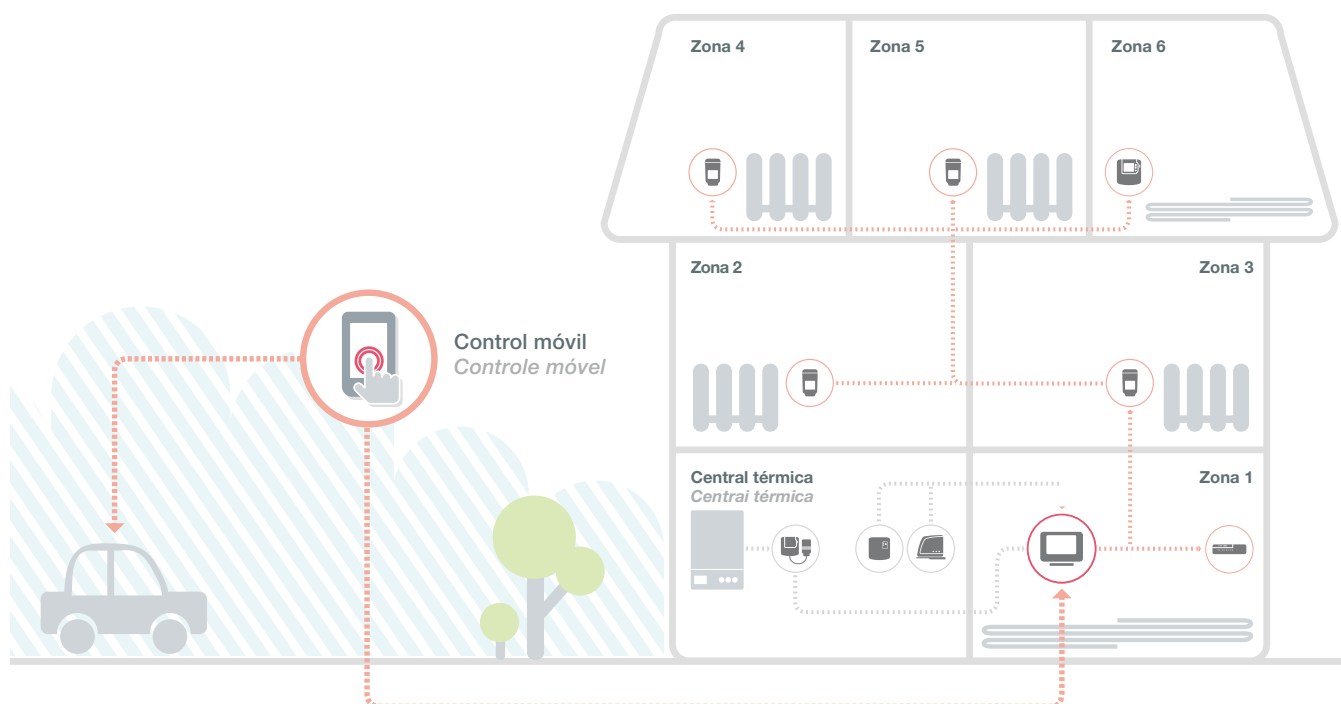 Zona 4
Zona 5
Zona 6
Zona 2
Zona 3
Control móvil
Controle móvel
Central térmica
Centrai térmica
Zona 1